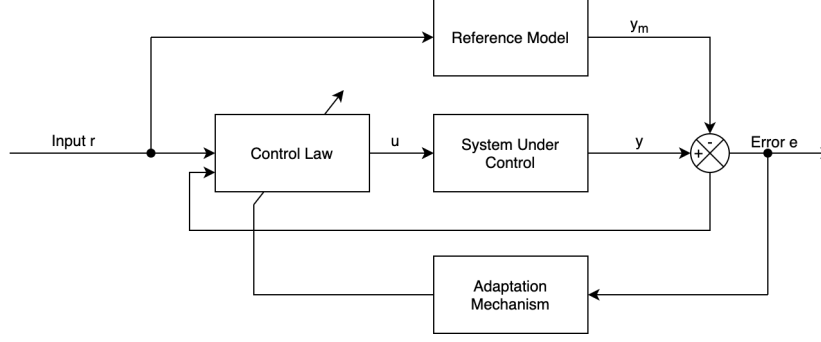 Reference Model
y_m
Input r
Control Law
u
System Under
Control
y
-
+
Error e
Adaptation
Mechanism